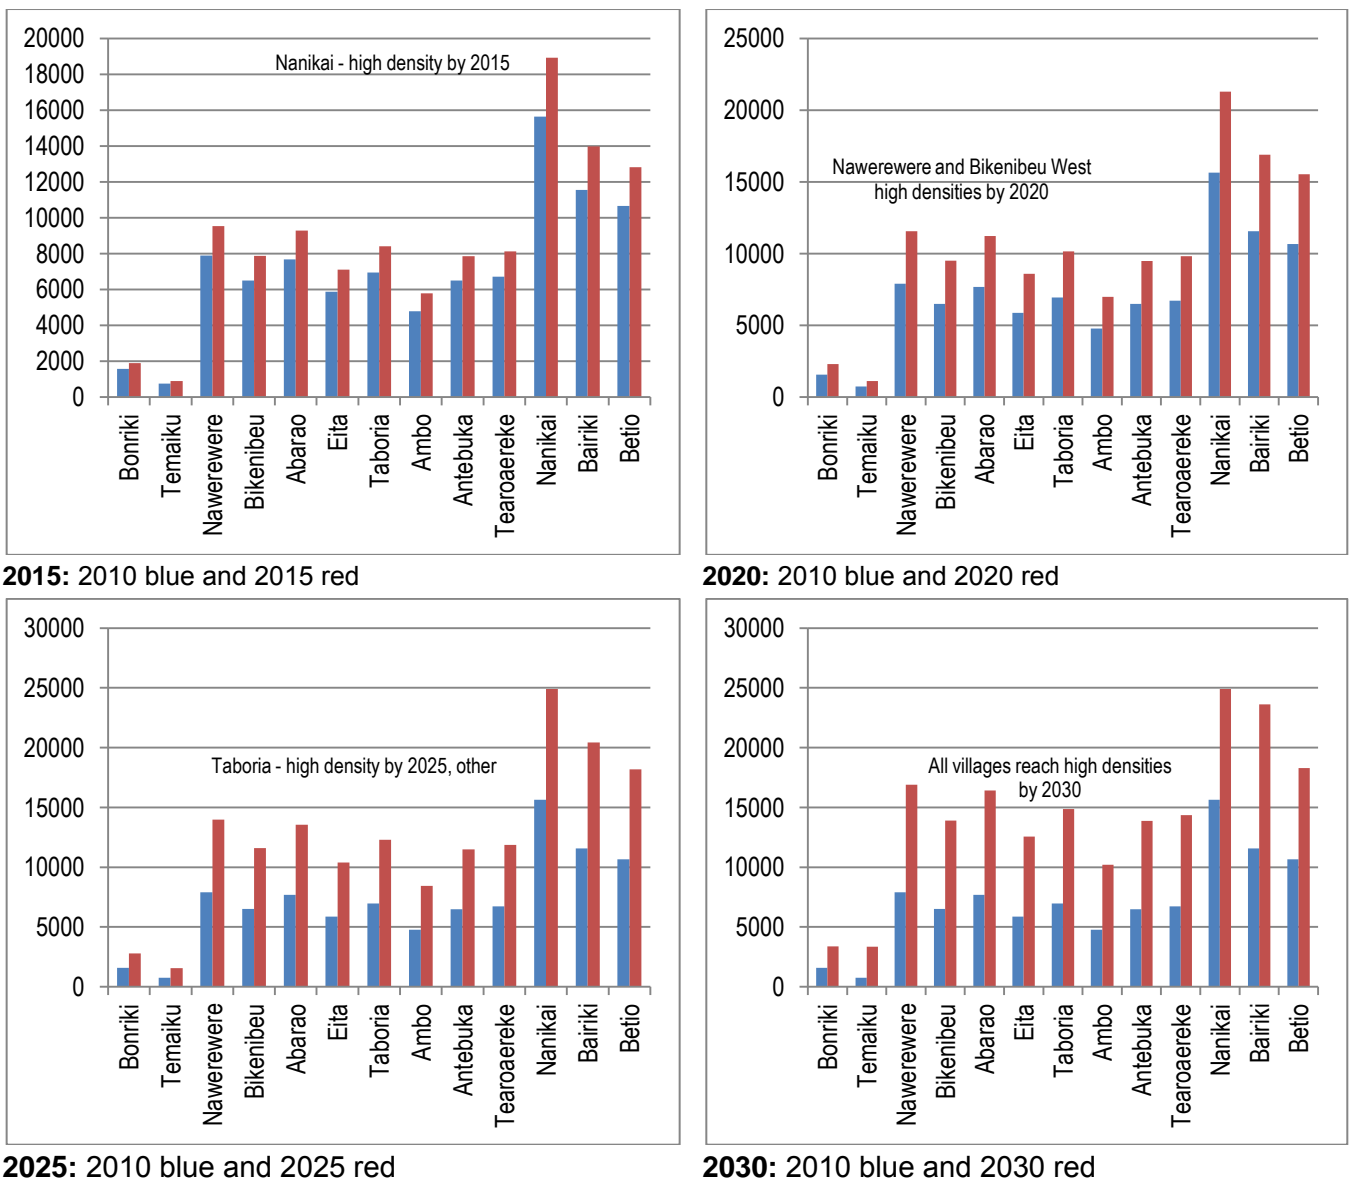 20000
18000
16000
14000
12000
10000
8000
6000
4000
2000
0
Nanikai - high density by 2015
Bonriki
Temaiku
Nawerewere
Bikenibeu
Abarao
Eita
Taboria
Ambo
Antebuka
Tearoaereke
Nanikai
Bairiki
Betio
2015: 2010 blue and 2015 red
25000
20000
15000
10000
5000
0
Nawerewere and Bikenibeu West
high densities by 2020
Bonriki
Temaiku
Nawerewere
Bikenibeu
Abarao
Eita
Taboria
Ambo
Antebuka
Tearoaereke
Nanikai
Bairiki
Betio
2020: 2010 blue and 2020 red
30000
25000
20000
15000
10000
5000
0
Taboria - high density by 2025, other
Bonriki
Temaiku
Nawerewere
Bikenibeu
Abarao
Eita
Taboria
Ambo
Antebuka
Tearoaereke
Nanikai
Bairiki
Betio
2025: 2010 blue and 2025 red
30000
25000
20000
15000
10000
5000
0
All villages reach high densities
by 2030
Bonriki
Temaiku
Nawerewere
Bikenibeu
Abarao
Eita
Taboria
Ambo
Antebuka
Tearoaereke
Nanikai
Bairiki
Betio
2030: 2010 blue and 2030 red